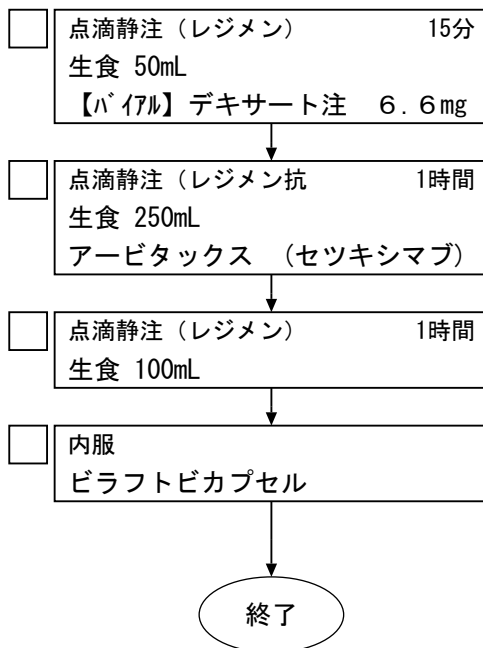 点滴静注（レジメン） 15分
生食 50mL
【ﾊﾞｲｱﾙ】デキサート注 ６．６mg
点滴静注（レジメン抗 1時間
生食 250mL
アービタックス （セツキシマブ）
点滴静注（レジメン） 1時間
生食 100mL
内服
ビラフトビカプセル
終了